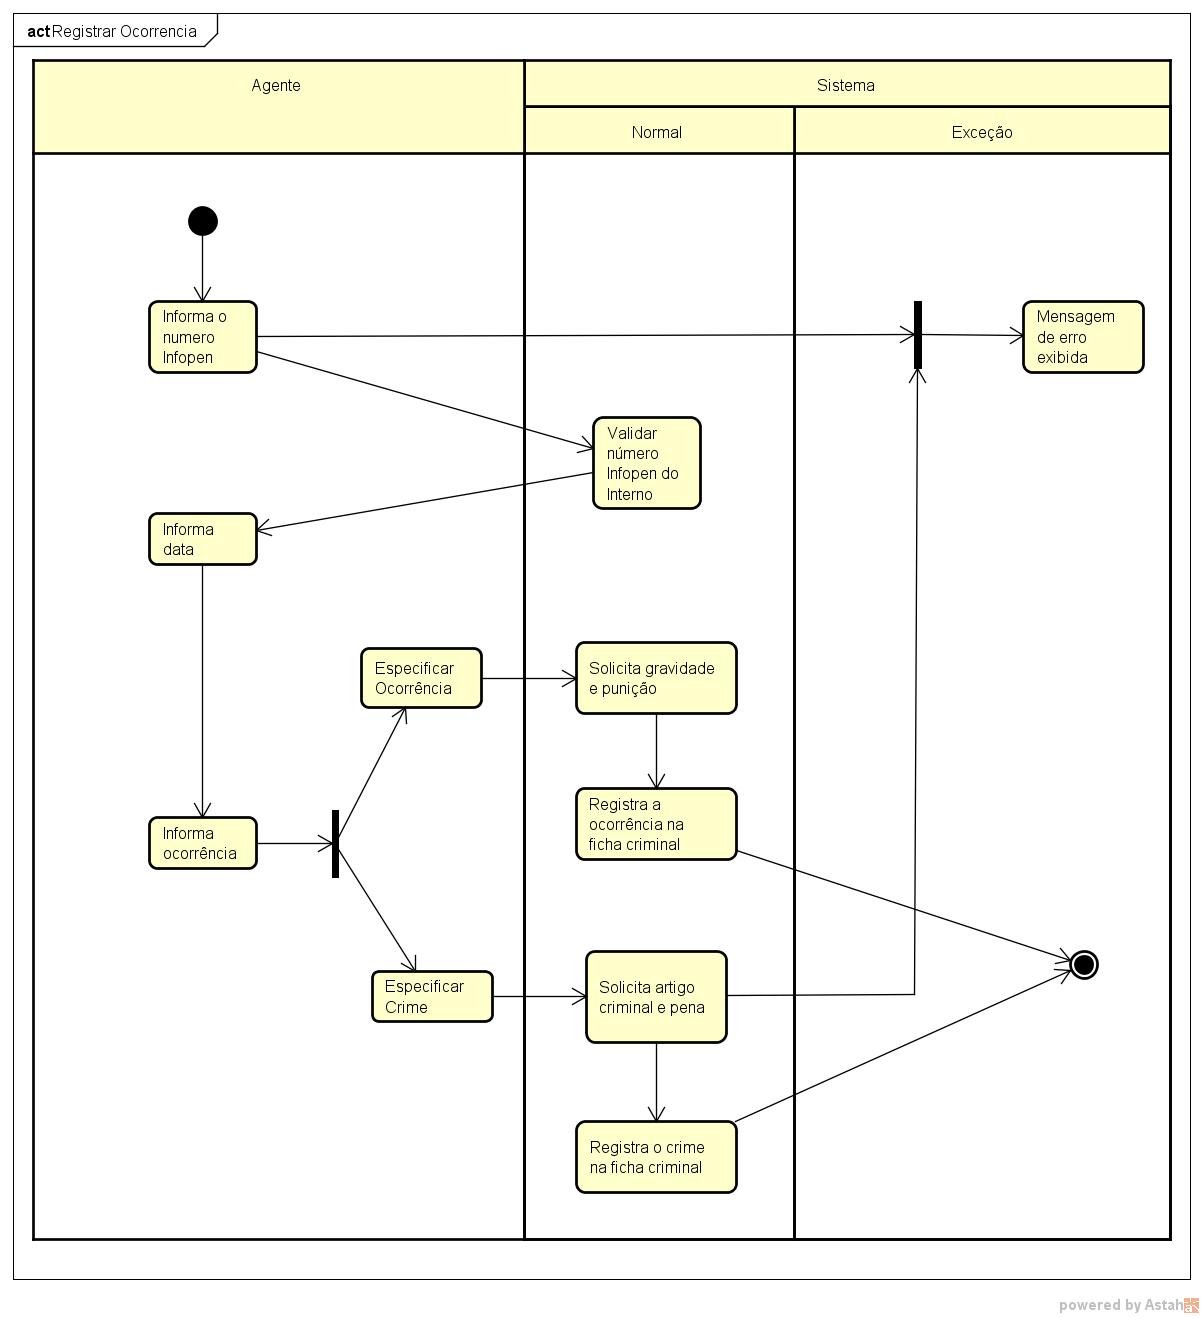 act Registrar Ocorrencia
Agente
Sistema
Normal
Exceção
Informa o
numero
Infopen
Mensagem
de erro
exibida
Validar
número
Infopen do
Interno
Informa
data
Especificar
Ocorrência
Solicita gravidade
e punição
Registra a
ocorrência na
ficha criminal
Informa
ocorrência
Especificar
Crime
Solicita artigo
criminal e pena
Registra o crime
na ficha criminal
powered by Astah